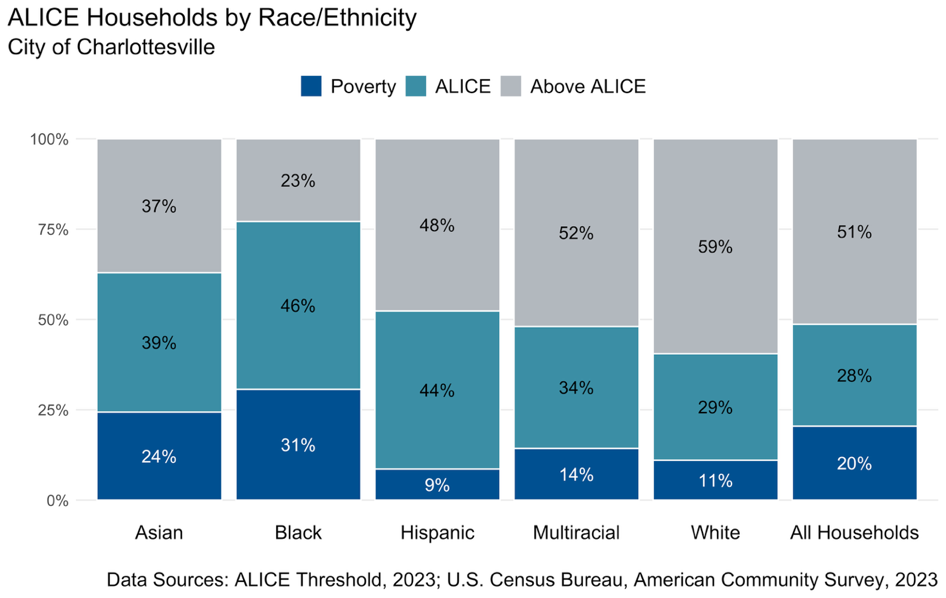 ALICE Households by Race/Ethnicity
City of Charlottesville
Poverty ALICE Above ALICE
100%
75%
50%
25%
0%
37% 23% 48% 52% 59% 51%
39% 46% 44% 34% 29% 28%
24% 31% 9% 14% 11% 20%
Asian Black Hispanic Multiracial White All Households
Data Sources: ALICE Threshold, 2023; U.S. Census Bureau, American Community Survey, 2023